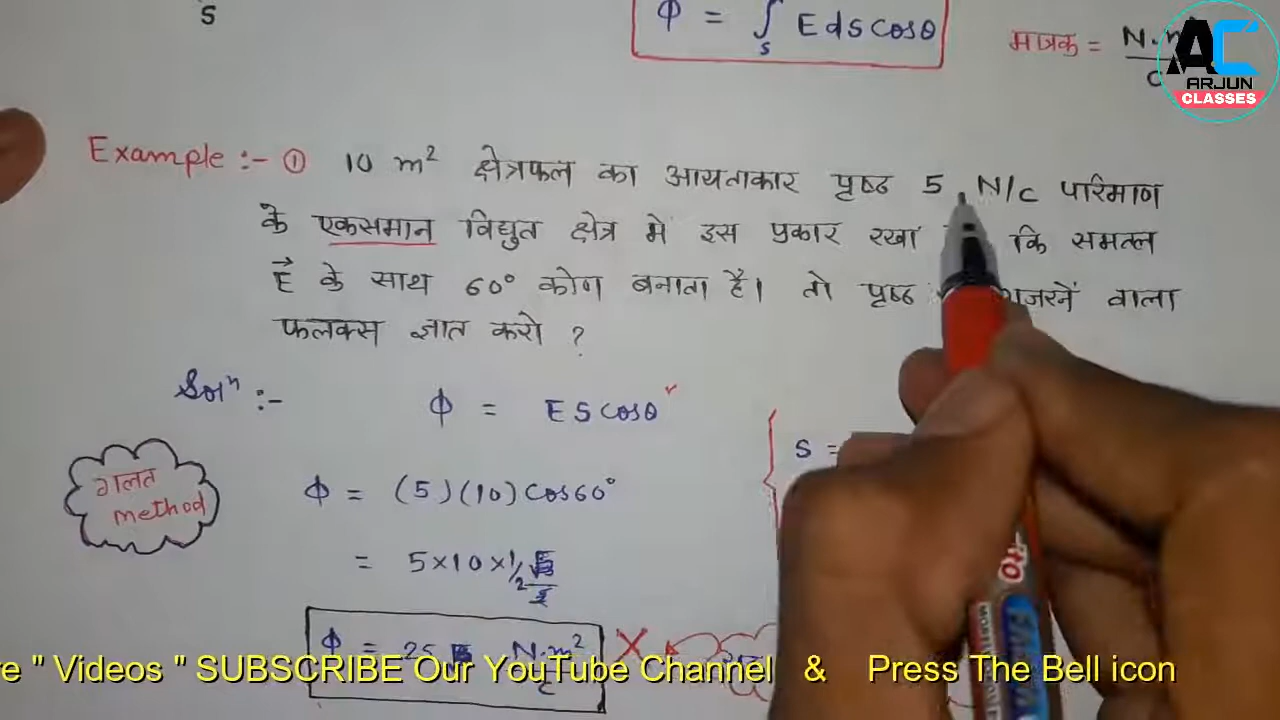 S
Φ = ∫ E ds cosθ
S
मात्रक = N.m
C
AC
ARJUN
CLASSES
Example :- ① 10 m² क्षेत्रफल का आयताकार पृष्ठ 5 N/C परिमाण
के एकसमान विद्युत क्षेत्र में इस प्रकार रखा कि समतल
E⃗ के साथ 60° कोण बनाता है। तो पृष्ठ वाला
फलक्स ज्ञात करो ?
Solⁿ :-
Φ = E S cosθ ✓
S =
गलत
method
Φ = (5)(10) cos60°
= 5×10×1/2
Φ = 25 N.m²
C
X
e " Videos " SUBSCRIBE Our YouTube Channel & Press The Bell icon